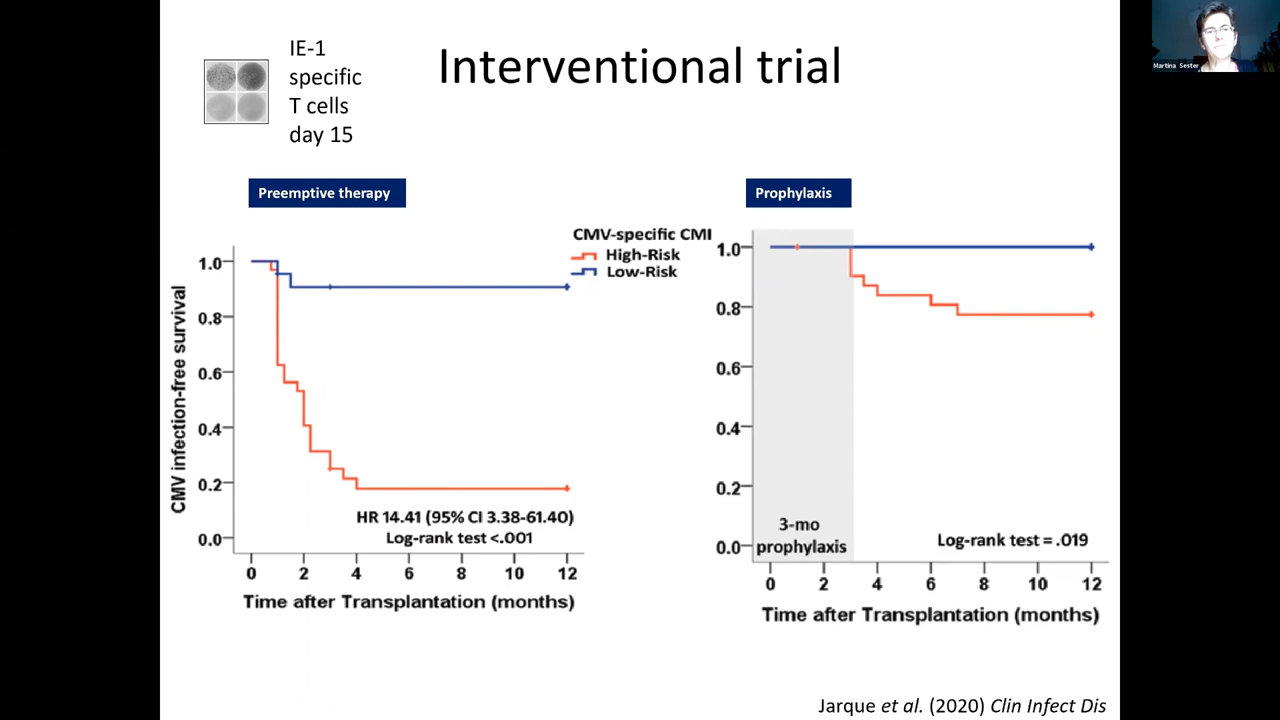 IE-1
specific
T cells
day 15
Interventional trial
Martina Sester
Preemptive therapy
Prophylaxis
CMV-specific CMI
High-Risk
Low-Risk
CMV infection-free survival
1.0
0.8
0.6
0.4
0.2
0.0
HR 14.41 (95% CI 3.38-61.40)
Log-rank test <.001
0 2 4 6 8 10 12
Time after Transplantation (months)
1.0
0.8
0.6
0.4
0.2
0.0
3-mo
prophylaxis
Log-rank test = .019
0 2 4 6 8 10 12
Time after Transplantation (months)
Jarque et al. (2020) Clin Infect Dis